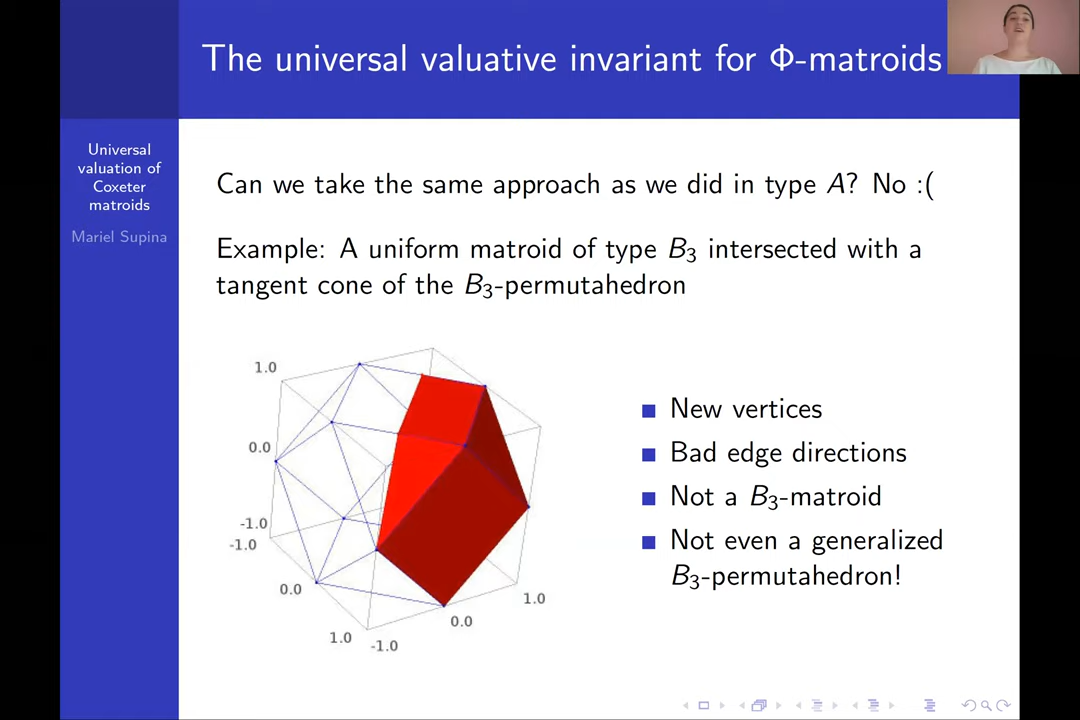 The universal valuative invariant for Φ-matroids
Universal
valuation of
Coxeter
matroids
Mariel Supina
Can we take the same approach as we did in type A? No :(
Example: A uniform matroid of type B₃ intersected with a
tangent cone of the B₃-permutahedron
1.0
0.0
-1.0
-1.0
0.0
1.0
-1.0
0.0
1.0
New vertices
Bad edge directions
Not a B₃-matroid
Not even a generalized
B₃-permutahedron!